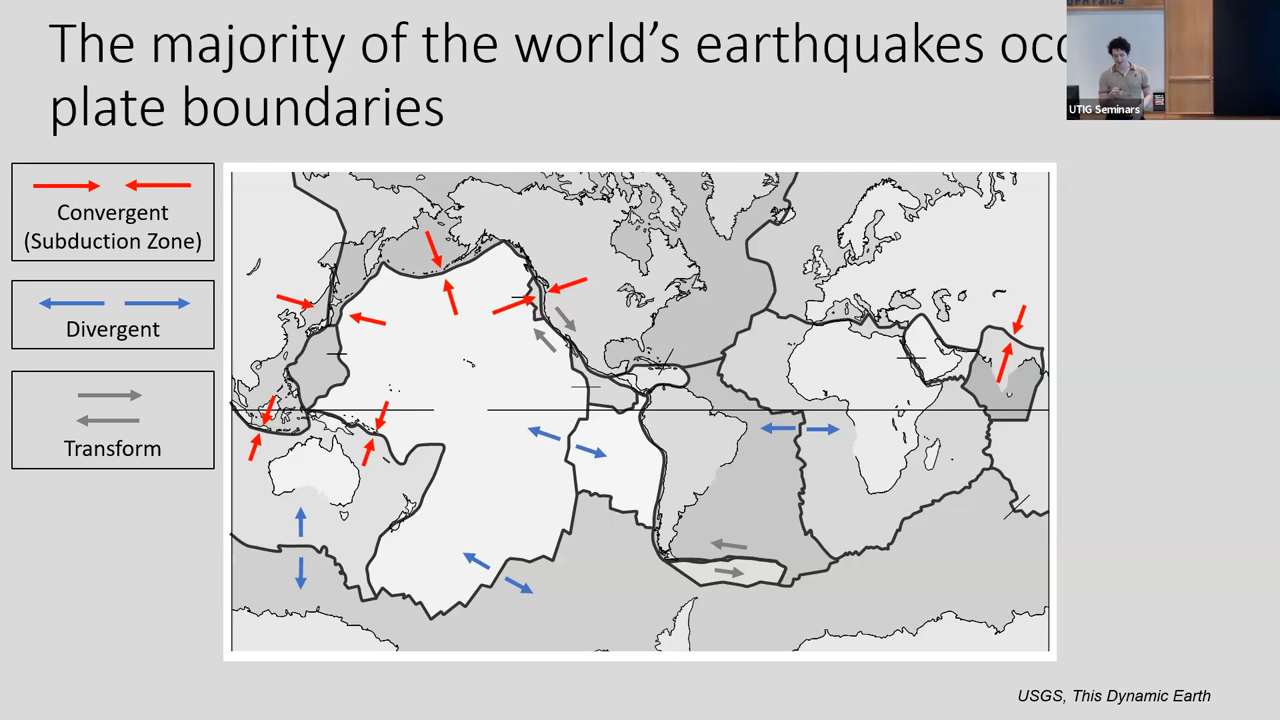 The majority of the world's earthquakes
plate boundaries
UTIG Seminars
Convergent
(Subduction Zone)
Divergent
Transform
USGS, This Dynamic Earth